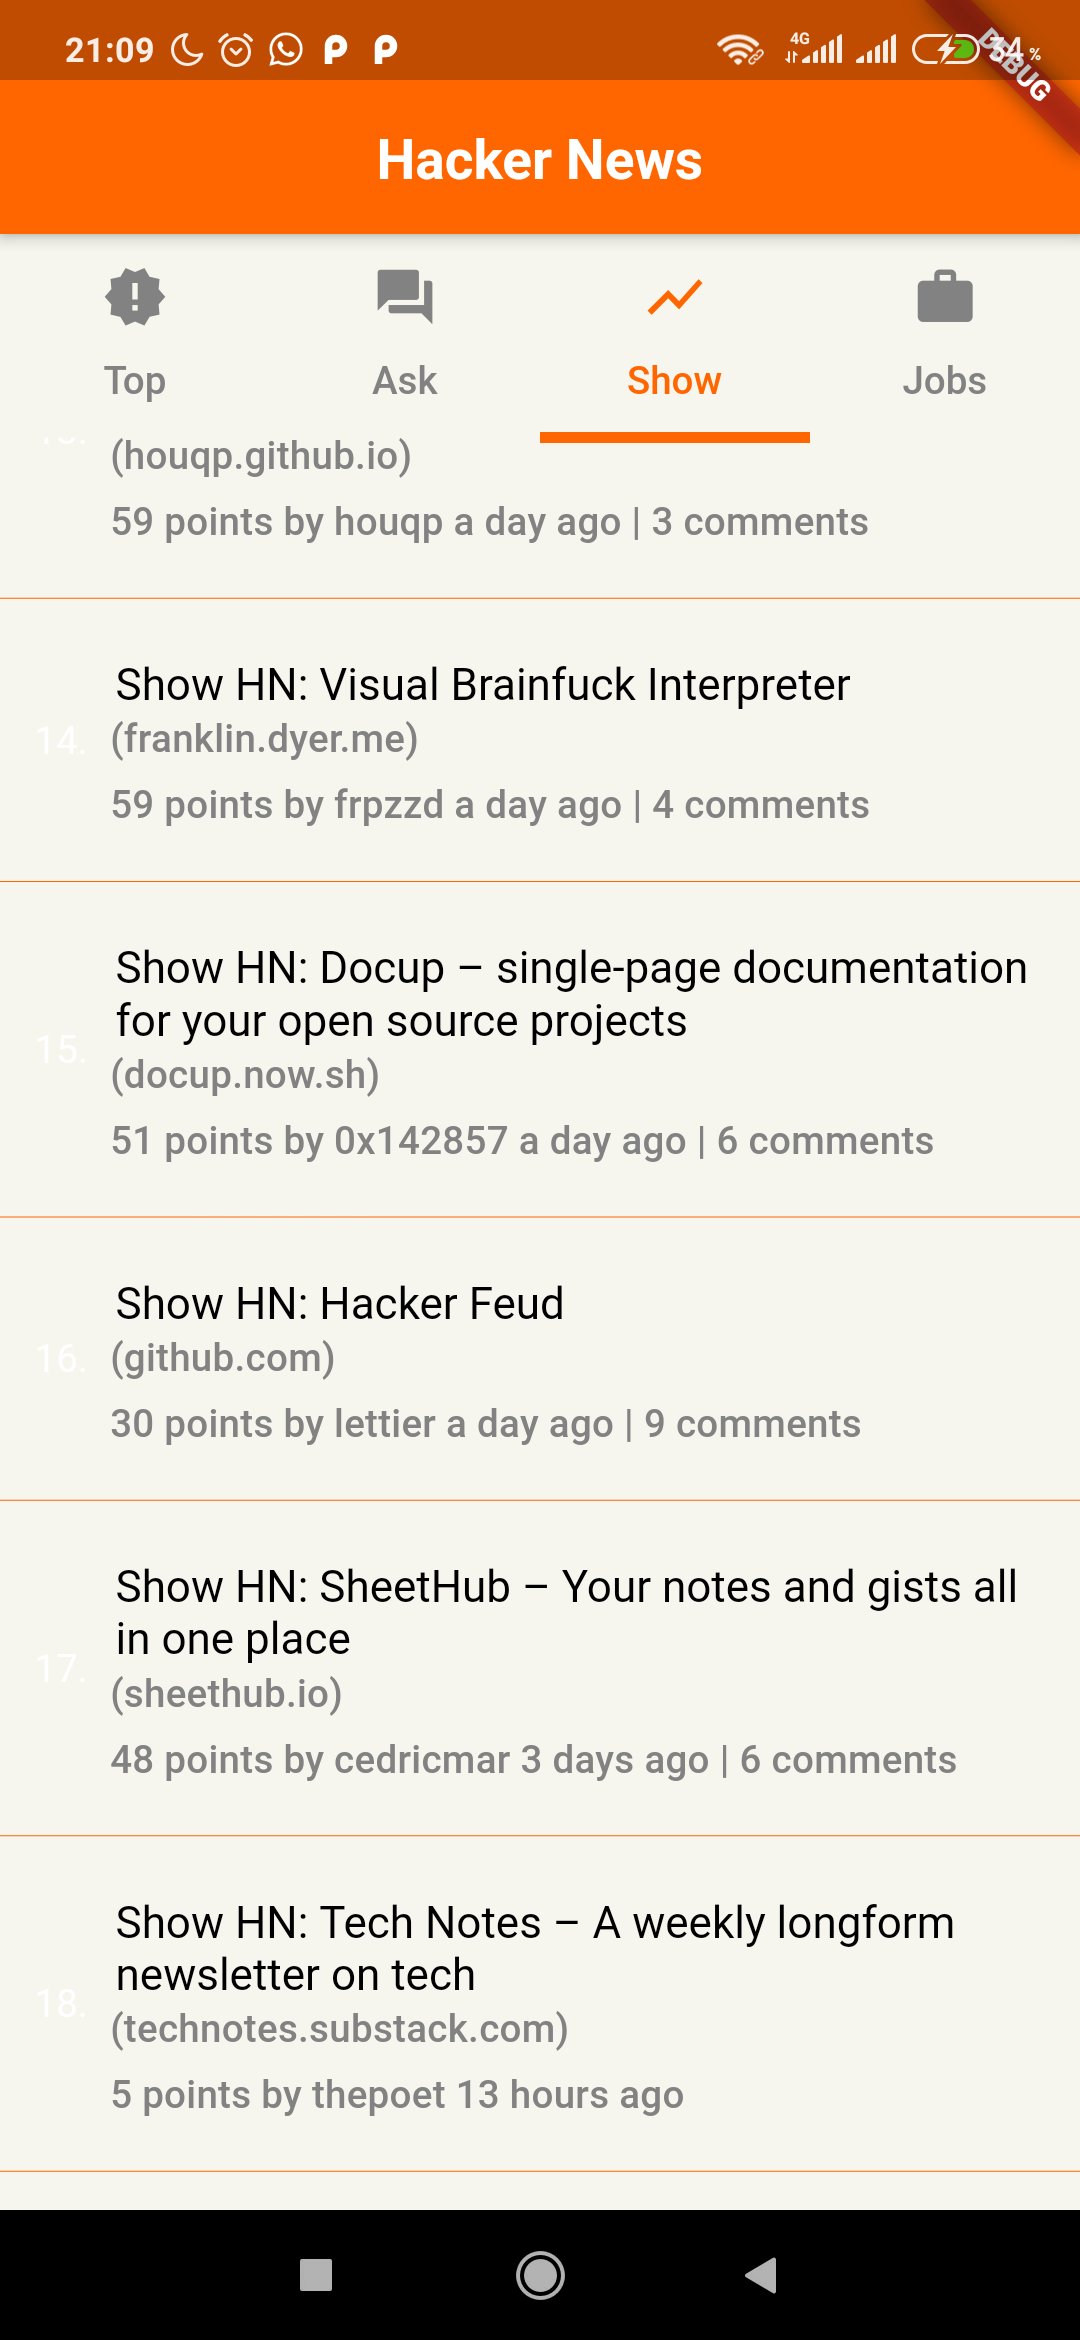 21:09
4G
34 %
DEBUG
Hacker News
Top Ask Show Jobs
(houqp.github.io)
59 points by houqp a day ago | 3 comments
Show HN: Visual Brainfuck Interpreter
14. (franklin.dyer.me)
59 points by frpzzd a day ago | 4 comments
Show HN: Docup – single-page documentation
for your open source projects
15.
(docup.now.sh)
51 points by 0x142857 a day ago | 6 comments
Show HN: Hacker Feud
16. (github.com)
30 points by lettier a day ago | 9 comments
Show HN: SheetHub – Your notes and gists all
in one place
17.
(sheethub.io)
48 points by cedricmar 3 days ago | 6 comments
Show HN: Tech Notes – A weekly longform
newsletter on tech
18.
(technotes.substack.com)
5 points by thepoet 13 hours ago